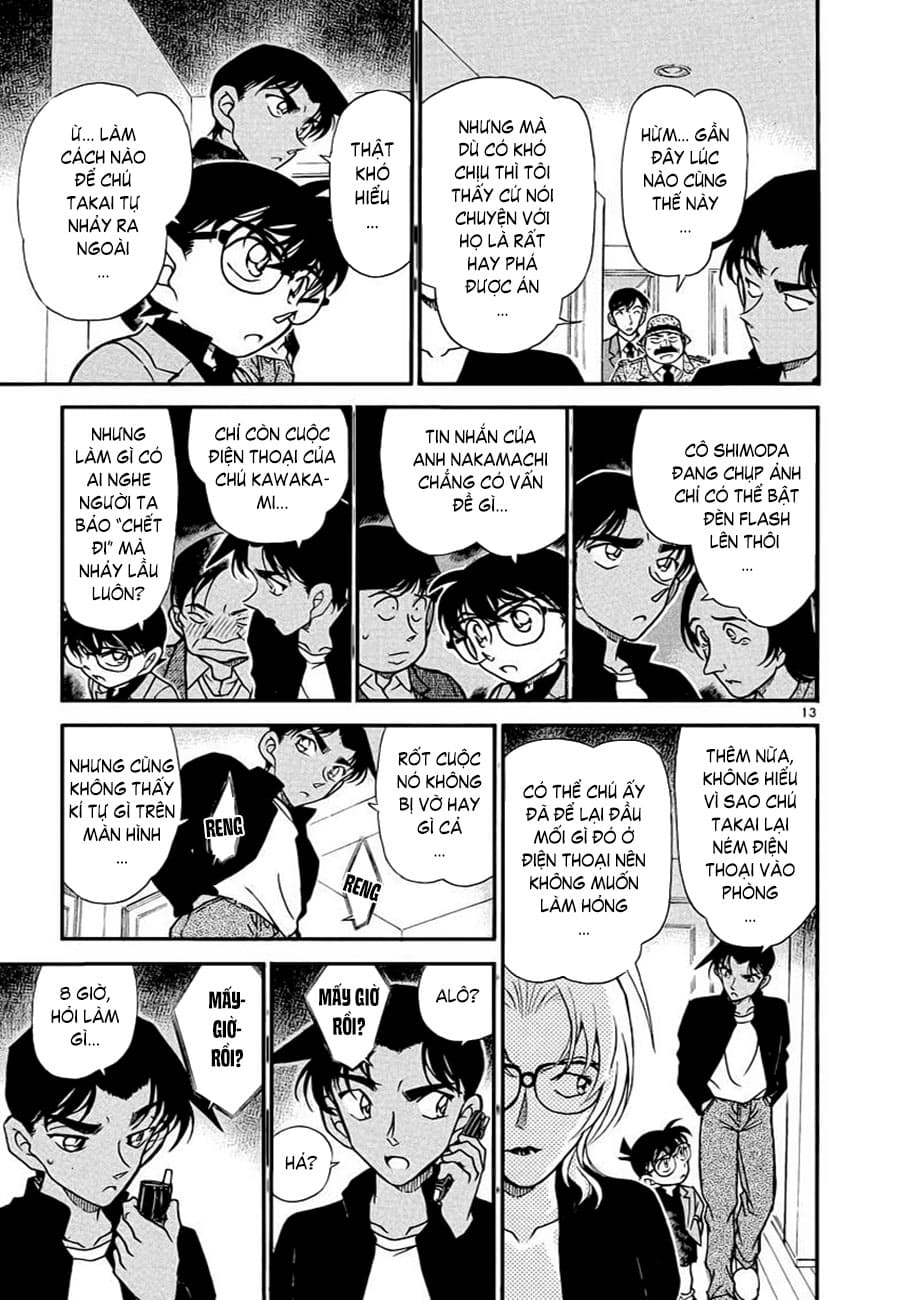 HỪM... GẦN
ĐÂY LÚC
NÀO CŨNG
THẾ NÀY
...
NHƯNG MÀ
DÙ CÓ KHÓ
CHỊU THÌ TÔI
THẤY CỨ NÓI
CHUYỆN VỚI
HỌ LÀ RẤT
HAY PHÁ
ĐƯỢC ÁN
...
THẬT
KHÓ
HIỂU
...
Ừ... LÀM
CÁCH NÀO
ĐỂ CHÚ
TAKAI TỰ
NHẢY RA
NGOÀI
...
CÔ SHIMODA
ĐANG CHỤP ẢNH
CHỈ CÓ THỂ BẬT
ĐÈN FLASH
LÊN THÔI
...
TIN NHẮN CỦA
ANH NAKAMACHI
CHẲNG CÓ VẤN
ĐỀ GÌ...
CHỈ CÒN CUỘC
ĐIỆN THOẠI CỦA
CHÚ KAWAKA-
MI...
NHƯNG
LÀM GÌ CÓ
AI NGHE
NGƯỜI TA
BẢO “CHẾT
ĐI” MÀ
NHẢY LẦU
LUÔN?
13
THÊM NỮA,
KHÔNG HIỂU
VÌ SAO CHÚ
TAKAI LẠI
NÉM ĐIỆN
THOẠI VÀO
PHÒNG
...
CÓ THỂ CHÚ ẤY
ĐÃ ĐỂ LẠI ĐẦU
MỐI GÌ ĐÓ Ở
ĐIỆN THOẠI NÊN
KHÔNG MUỐN
LÀM HỎNG
...
RỐT CUỘC
NÓ KHÔNG
BỊ VỠ HAY
GÌ CẢ
...
RENG
RENG
NHƯNG CŨNG
KHÔNG THẤY
KÍ TỰ GÌ TRÊN
MÀN HÌNH
...
ALÔ?
MẤY GIỜ
RỒI?
HẢ?
MẤY-
GIỜ-
RỒI?
8 GIỜ,
HỎI LÀM
GÌ...